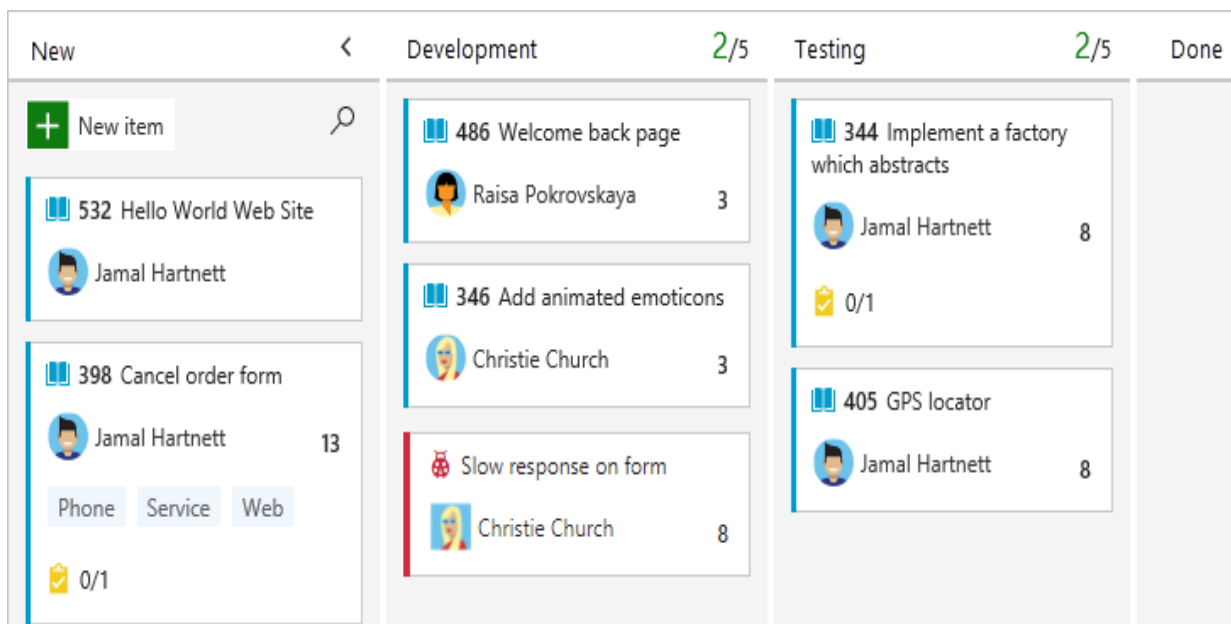 New
Development 2/5
Testing 2/5
Done
New item
532 Hello World Web Site
Jamal Hartnett
398 Cancel order form
Jamal Hartnett 13
Phone Service Web
0/1
486 Welcome back page
Raisa Pokrovskaya 3
346 Add animated emoticons
Christie Church 3
Slow response on form
Christie Church 8
344 Implement a factory
which abstracts
Jamal Hartnett 8
0/1
405 GPS locator
Jamal Hartnett 8